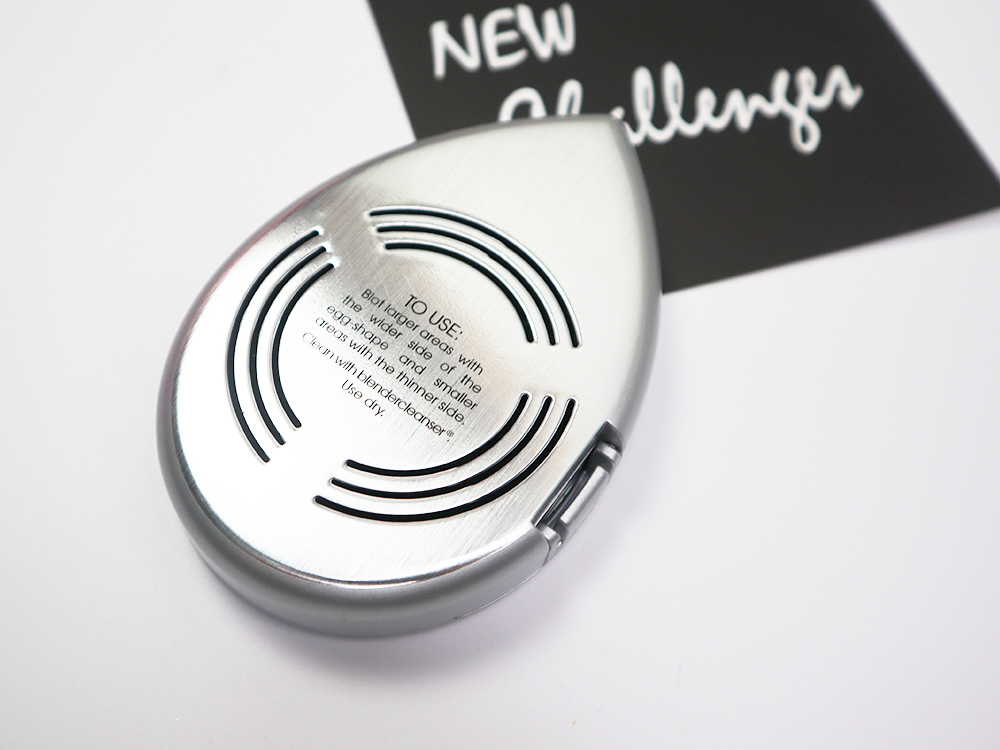 NEW
Challenges
TO USE:
Blot larger areas with
the wider side of the
egg-shape and smaller
areas with the thinner side.
Clean with blendercleanser®.
Use dry.